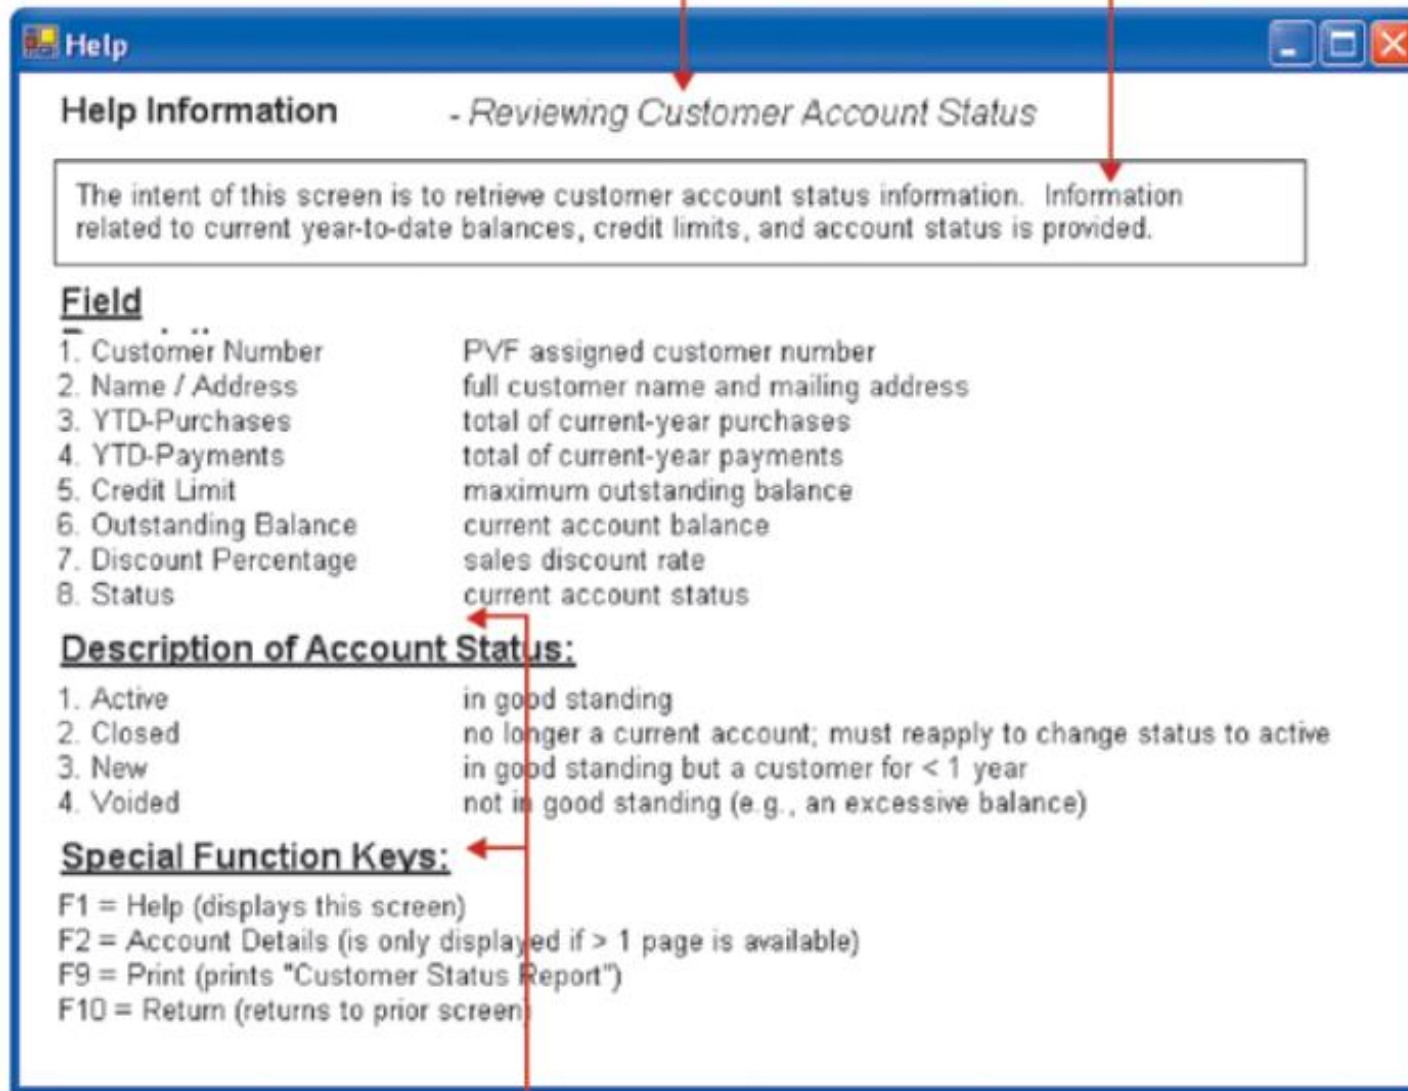 Help
Help Information - Reviewing Customer Account Status
The intent of this screen is to retrieve customer account status information. Information
related to current year-to-date balances, credit limits, and account status is provided.
Field
1. Customer Number PVF assigned customer number
2. Name / Address full customer name and mailing address
3. YTD-Purchases total of current-year purchases
4. YTD-Payments total of current-year payments
5. Credit Limit maximum outstanding balance
6. Outstanding Balance current account balance
7. Discount Percentage sales discount rate
8. Status current account status
Description of Account Status:
1. Active in good standing
2. Closed no longer a current account; must reapply to change status to active
3. New in good standing but a customer for < 1 year
4. Voided not in good standing (e.g., an excessive balance)
Special Function Keys:
F1 = Help (displays this screen)
F2 = Account Details (is only displayed if > 1 page is available)
F9 = Print (prints "Customer Status Report")
F10 = Return (returns to prior screen)